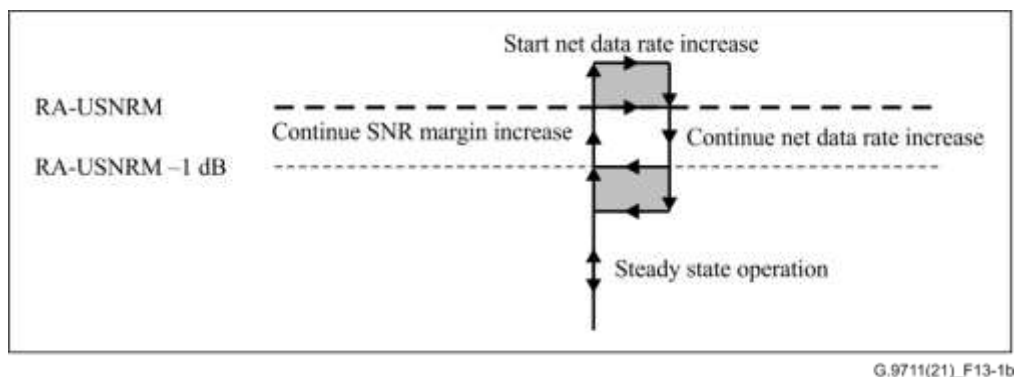 Start net data rate increase
RA-USNRM
Continue SNR margin increase
Continue net data rate increase
RA-USNRM –1 dB
Steady state operation
G.9711(21)_F13-1b